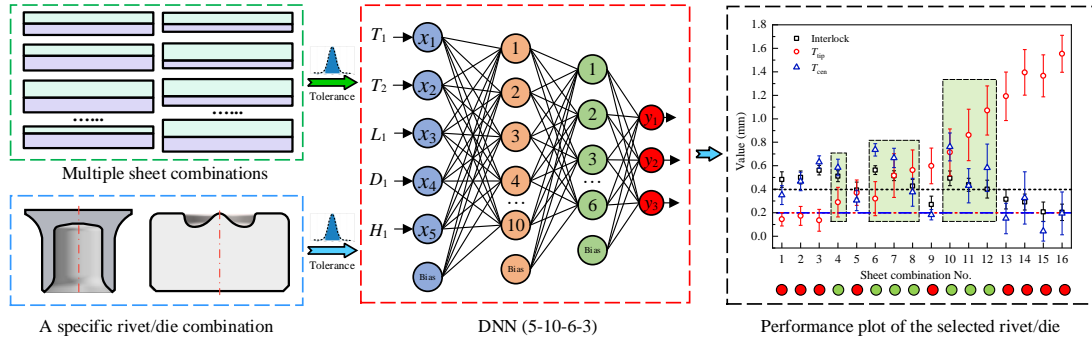 ……
……
Multiple sheet combinations
A specific rivet/die combination
Tolerance
Tolerance
T1
T2
L1
D1
H1
x1
x2
x3
x4
x5
Bias
1
2
3
4
…
10
Bias
1
2
3
…
6
Bias
y1
y2
y3
DNN (5-10-6-3)
Value (mm)
1.8
1.6
1.4
1.2
1.0
0.8
0.6
0.4
0.2
0.0
Interlock
Ttip
Tcen
1 2 3 4 5 6 7 8 9 10 11 12 13 14 15 16
Sheet combination No.
Performance plot of the selected rivet/die